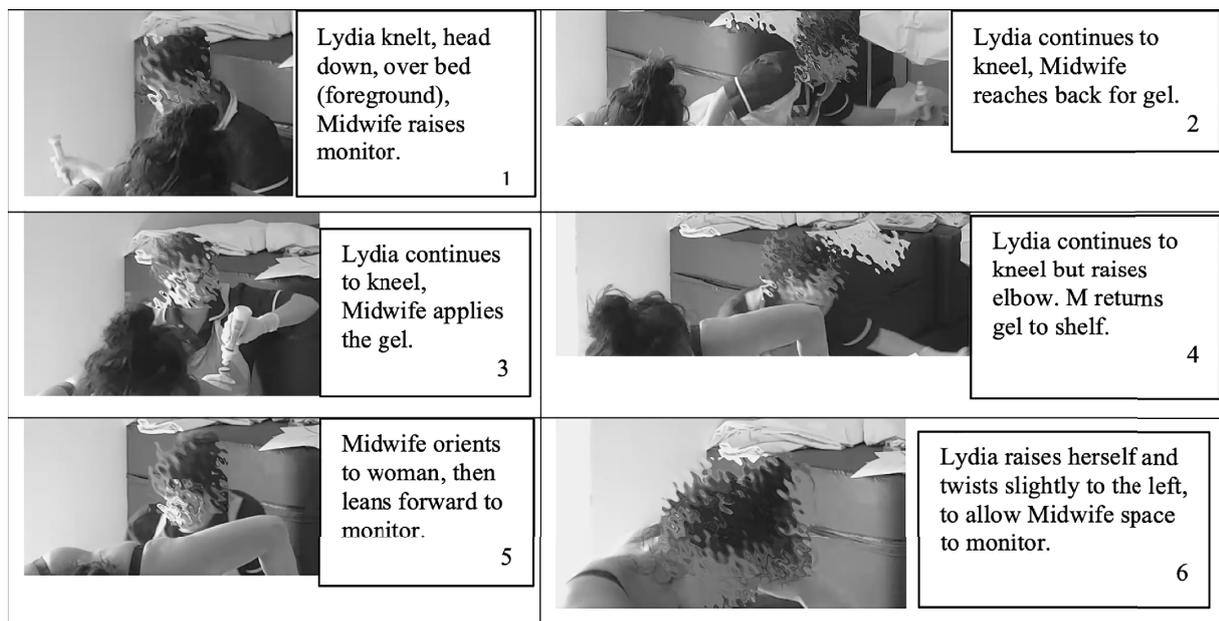 Lydia knelt, head
down, over bed
(foreground),
Midwife raises
monitor.
1
Lydia continues to
kneel, Midwife
reaches back for gel.
2
Lydia continues
to kneel,
Midwife applies
the gel.
3
Lydia continues to
kneel but raises
elbow. M returns
gel to shelf.
4
Midwife orients
to woman, then
leans forward to
monitor.
5
Lydia raises herself and
twists slightly to the left,
to allow Midwife space
to monitor.
6